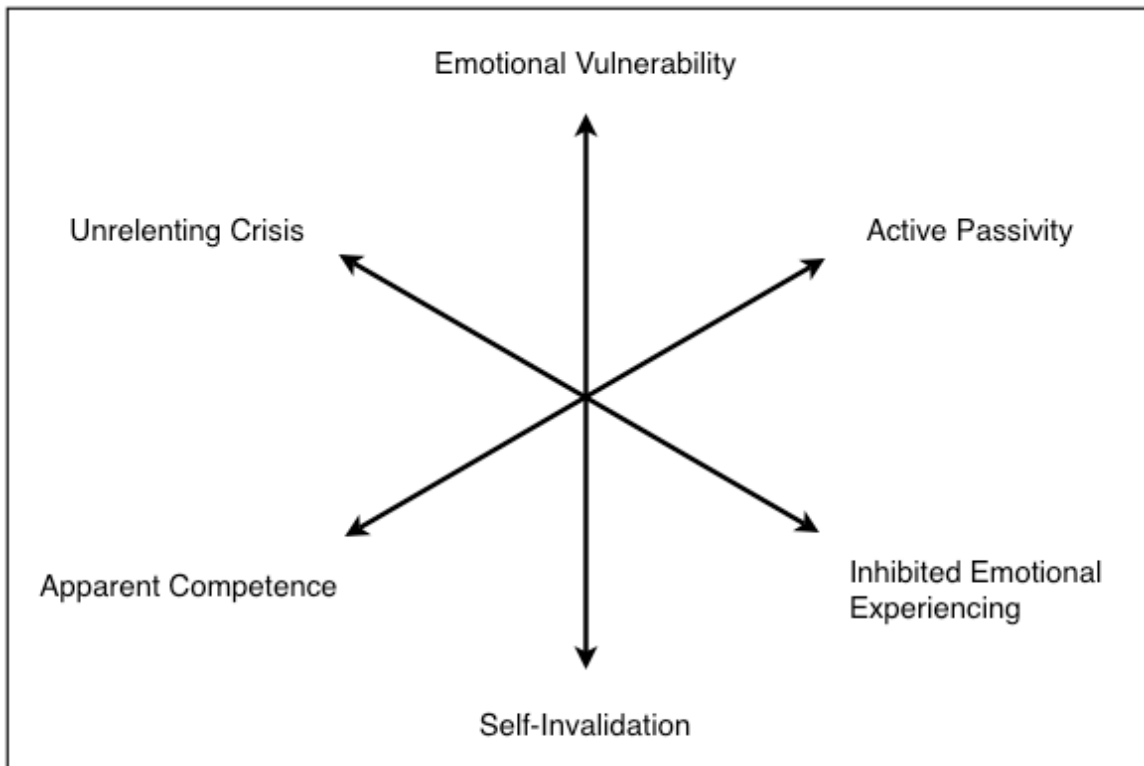 Emotional Vulnerability
Unrelenting Crisis
Active Passivity
Apparent Competence
Inhibited Emotional
Experiencing
Self-Invalidation